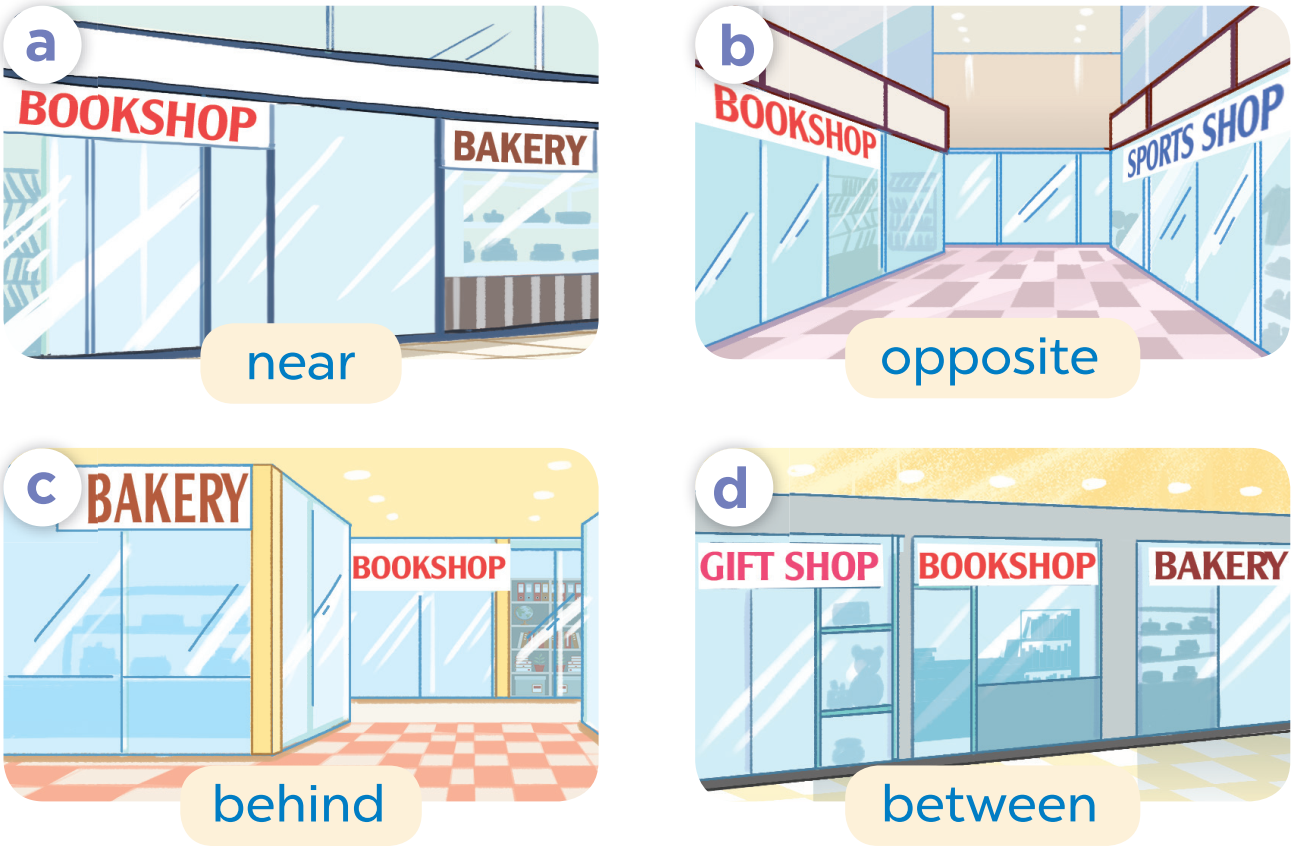 a
BOOKSHOP
BAKERY
near
b
BOOKSHOP
SPORTS SHOP
opposite
c
BAKERY
BOOKSHOP
behind
d
GIFT SHOP
BOOKSHOP
BAKERY
between